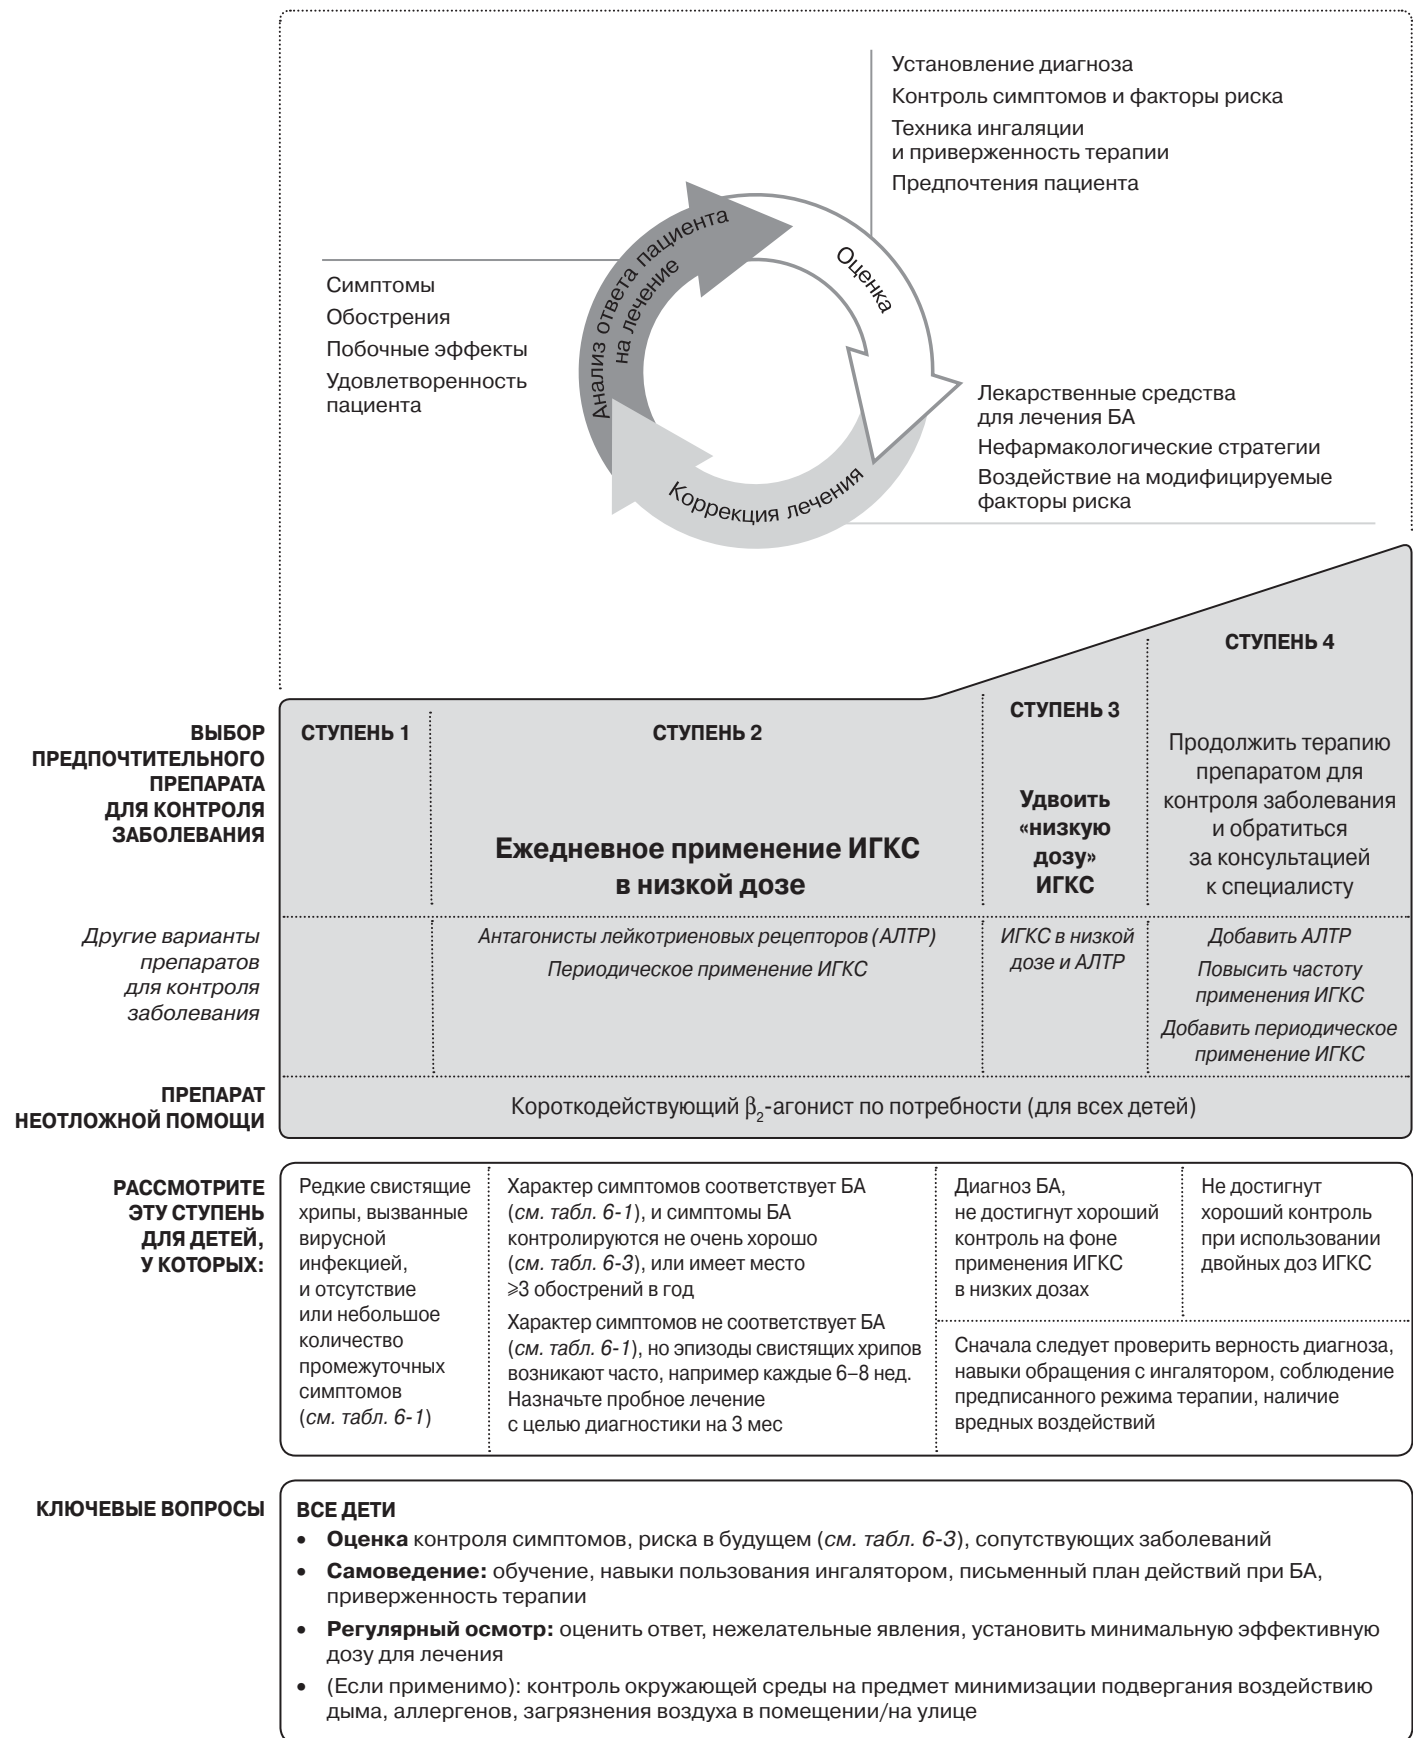 Установление диагноза
Контроль симптомов и факторы риска
Техника ингаляции
и приверженность терапии
Предпочтения пациента
Анализ ответа пациента
на лечение
Оценка
Коррекция лечения
Симптомы
Обострения
Побочные эффекты
Удовлетворенность
пациента
Лекарственные средства
для лечения БА
Нефармакологические стратегии
Воздействие на модифицируемые
факторы риска
ВЫБОР
ПРЕДПОЧТИТЕЛЬНОГО
ПРЕПАРАТА
ДЛЯ КОНТРОЛЯ
ЗАБОЛЕВАНИЯ
СТУПЕНЬ 1
СТУПЕНЬ 2
Ежедневное применение ИГКС
в низкой дозе
СТУПЕНЬ 3
Удвоить
«низкую
дозу»
ИГКС
СТУПЕНЬ 4
Продолжить терапию
препаратом для
контроля заболевания
и обратиться
за консультацией
к специалисту
Другие варианты
препаратов
для контроля
заболевания
Антагонисты лейкотриеновых рецепторов (АЛТР)
Периодическое применение ИГКС
ИГКС в низкой
дозе и АЛТР
Добавить АЛТР
Повысить частоту
применения ИГКС
Добавить периодическое
применение ИГКС
ПРЕПАРАТ
НЕОТЛОЖНОЙ ПОМОЩИ
Короткодействующий β₂-агонист по потребности (для всех детей)
РАССМОТРИТЕ
ЭТУ СТУПЕНЬ
ДЛЯ ДЕТЕЙ,
У КОТОРЫХ:
Редкие свистящие
хрипы, вызванные
вирусной
инфекцией,
и отсутствие
или небольшое
количество
промежуточных
симптомов
(см. табл. 6-1)
Характер симптомов соответствует БА
(см. табл. 6-1), и симптомы БА
контролируются не очень хорошо
(см. табл. 6-3), или имеет место
⩾3 обострений в год
Характер симптомов не соответствует БА
(см. табл. 6-1), но эпизоды свистящих хрипов
возникают часто, например каждые 6–8 нед.
Назначьте пробное лечение
с целью диагностики на 3 мес
Диагноз БА,
не достигнут хороший
контроль на фоне
применения ИГКС
в низких дозах
Не достигнут
хороший контроль
при использовании
двойных доз ИГКС
Сначала следует проверить верность диагноза,
навыки обращения с ингалятором, соблюдение
предписанного режима терапии, наличие
вредных воздействий
КЛЮЧЕВЫЕ ВОПРОСЫ
ВСЕ ДЕТИ
• Оценка контроля симптомов, риска в будущем (см. табл. 6-3), сопутствующих заболеваний
• Самоведение: обучение, навыки пользования ингалятором, письменный план действий при БА,
приверженность терапии
• Регулярный осмотр: оценить ответ, нежелательные явления, установить минимальную эффективную
дозу для лечения
• (Если применимо): контроль окружающей среды на предмет минимизации подвергания воздействию
дыма, аллергенов, загрязнения воздуха в помещении/на улице